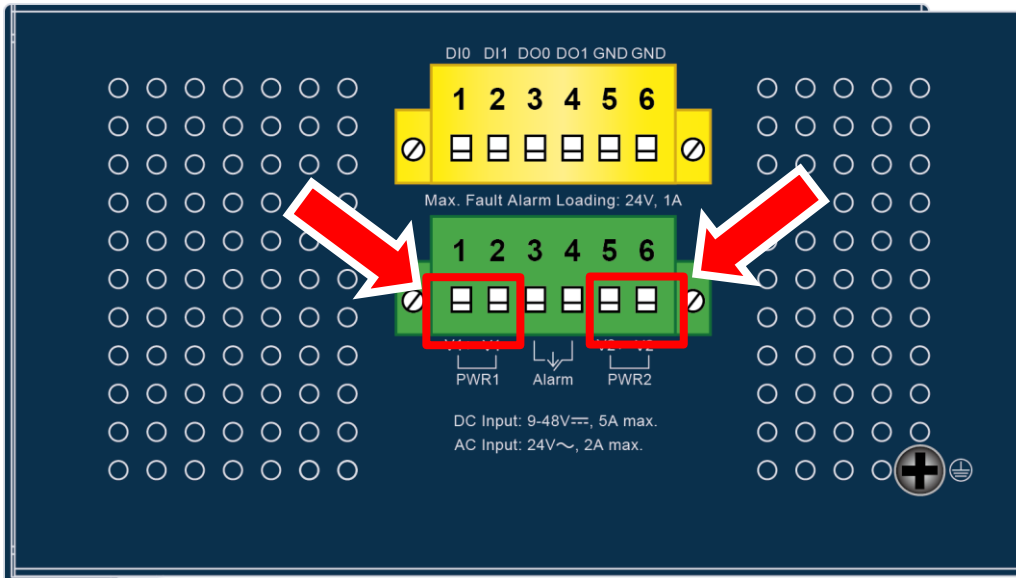 DI0 DI1 DO0 DO1 GND GND
1 2 3 4 5 6
Max. Fault Alarm Loading: 24V, 1A
1 2 3 4 5 6
PWR1 Alarm PWR2
DC Input: 9-48V⎓, 5A max.
AC Input: 24V～, 2A max.